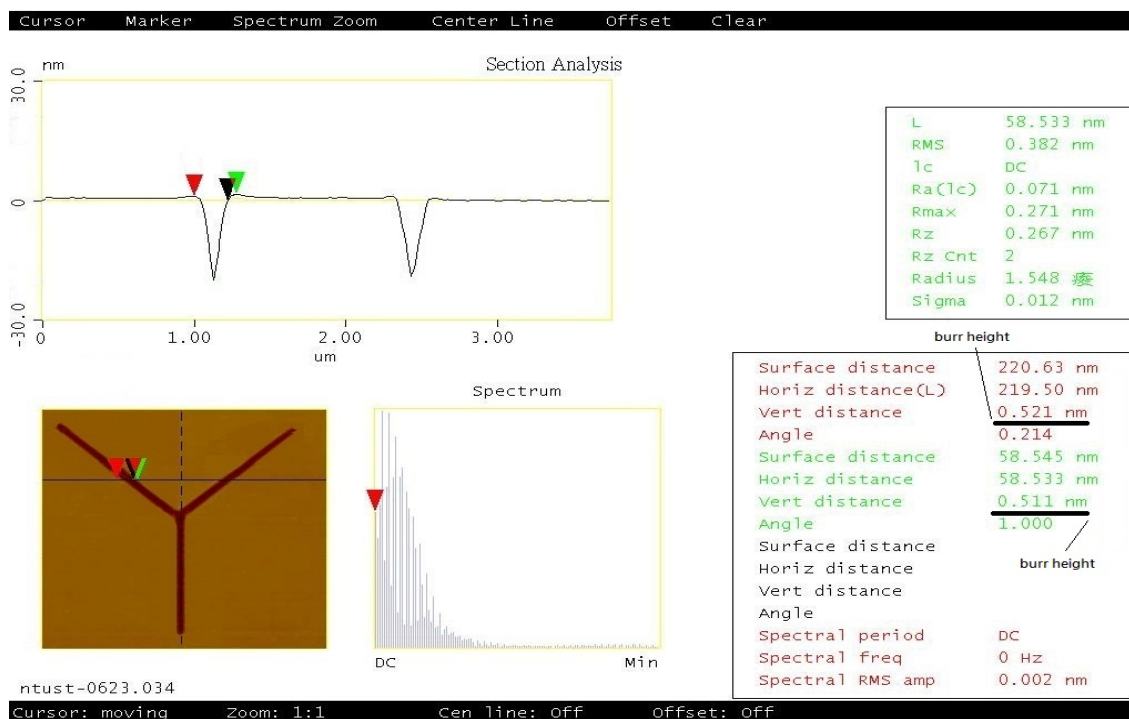 Cursor Marker Spectrum Zoom Center Line Offset Clear
nm
Section Analysis
30.0
0
-30.0
0 1.00 2.00 3.00
um
L 58.533 nm
RMS 0.382 nm
lc DC
Ra(lc) 0.071 nm
Rmax 0.271 nm
Rz 0.267 nm
Rz Cnt 2
Radius 1.548 痿
Sigma 0.012 nm
burr height
Surface distance 220.63 nm
Horiz distance(L) 219.50 nm
Vert distance 0.521 nm
Angle 0.214
Surface distance 58.545 nm
Horiz distance 58.533 nm
Vert distance 0.511 nm
Angle 1.000
Surface distance
burr height
Horiz distance
Vert distance
Angle
Spectral period DC
Spectral freq 0 Hz
Spectral RMS amp 0.002 nm
Spectrum
DC Min
ntust-0623.034
Cursor: moving Zoom: 1:1 Cen line: Off Offset: Off